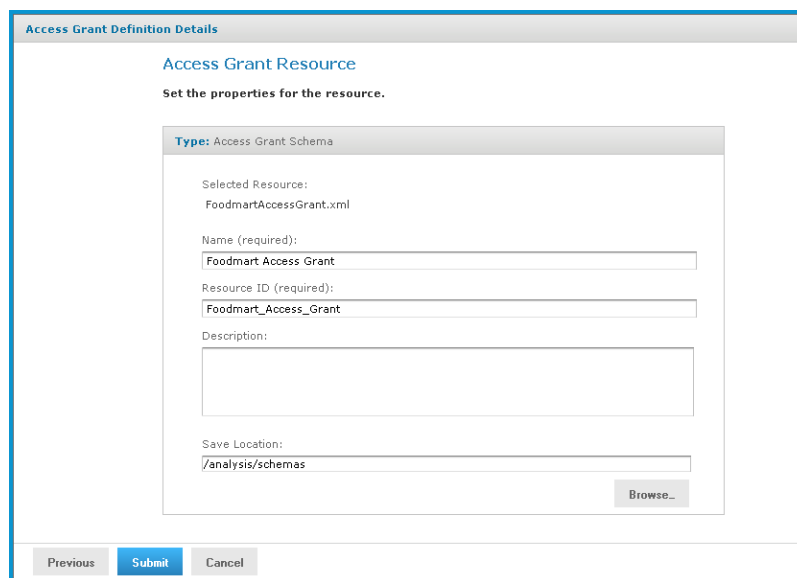 Access Grant Definition Details
Access Grant Resource
Set the properties for the resource.
Type: Access Grant Schema
Selected Resource:
FoodmartAccessGrant.xml
Name (required):
Foodmart Access Grant
Resource ID (required):
Foodmart_Access_Grant
Description:
Save Location:
/analysis/schemas
Browse...
Previous Submit Cancel